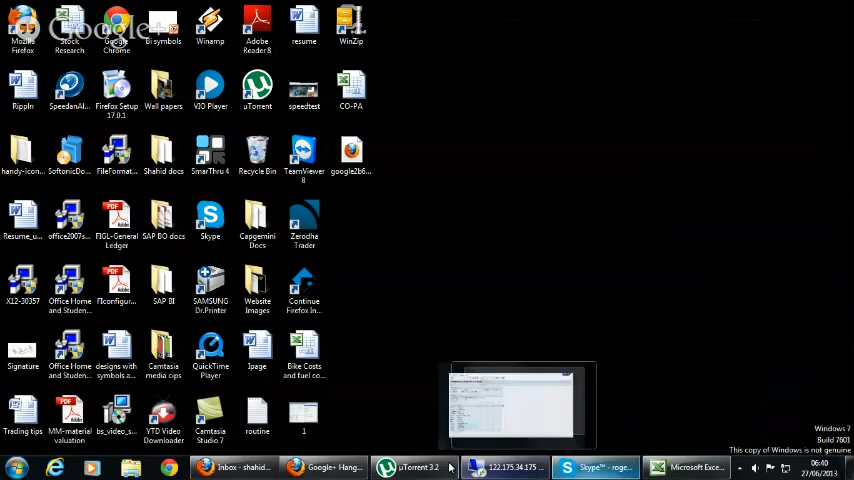 Google+
Mozilla
Firefox
Stock
Research
Google
Chrome
BI symbols
Winamp
Adobe
Reader 8
resume
WinZip
Rippln
SpeedanAl...
Firefox Setup
17.0.1
Wall papers
VIO Player
µTorrent
speedtest
CO-PA
handy-icon...
SoftonicDo...
FileFormat...
Shahid docs
SmarThru 4
Recycle Bin
TeamViewer
8
google2b6...
Resume_u...
office2007s...
FIGL-General
Ledger
SAP BO docs
Skype
Capgemini
Docs
Zerodha
Trader
X12-30357
Office Home
and Studen...
FIconfigur...
SAP BI
SAMSUNG
Dr.Printer
Website
Images
Continue
Firefox In...
Signature
Office Home
and Studen...
designs with
symbols a...
Camtasia
media cips
QuickTime
Player
Ipage
Bike Costs
and fuel co...
Trading tips
MM-material
valuation
bs_video_s...
YTD Video
Downloader
Camtasia
Studio 7
routine
1
Windows 7
Build 7601
This copy of Windows is not genuine
Inbox - shahid...
Google+ Hang...
µTorrent 3.2
122.175.34.175 ...
Skype™ - roge...
Microsoft Exce...
06:40
27/06/2013